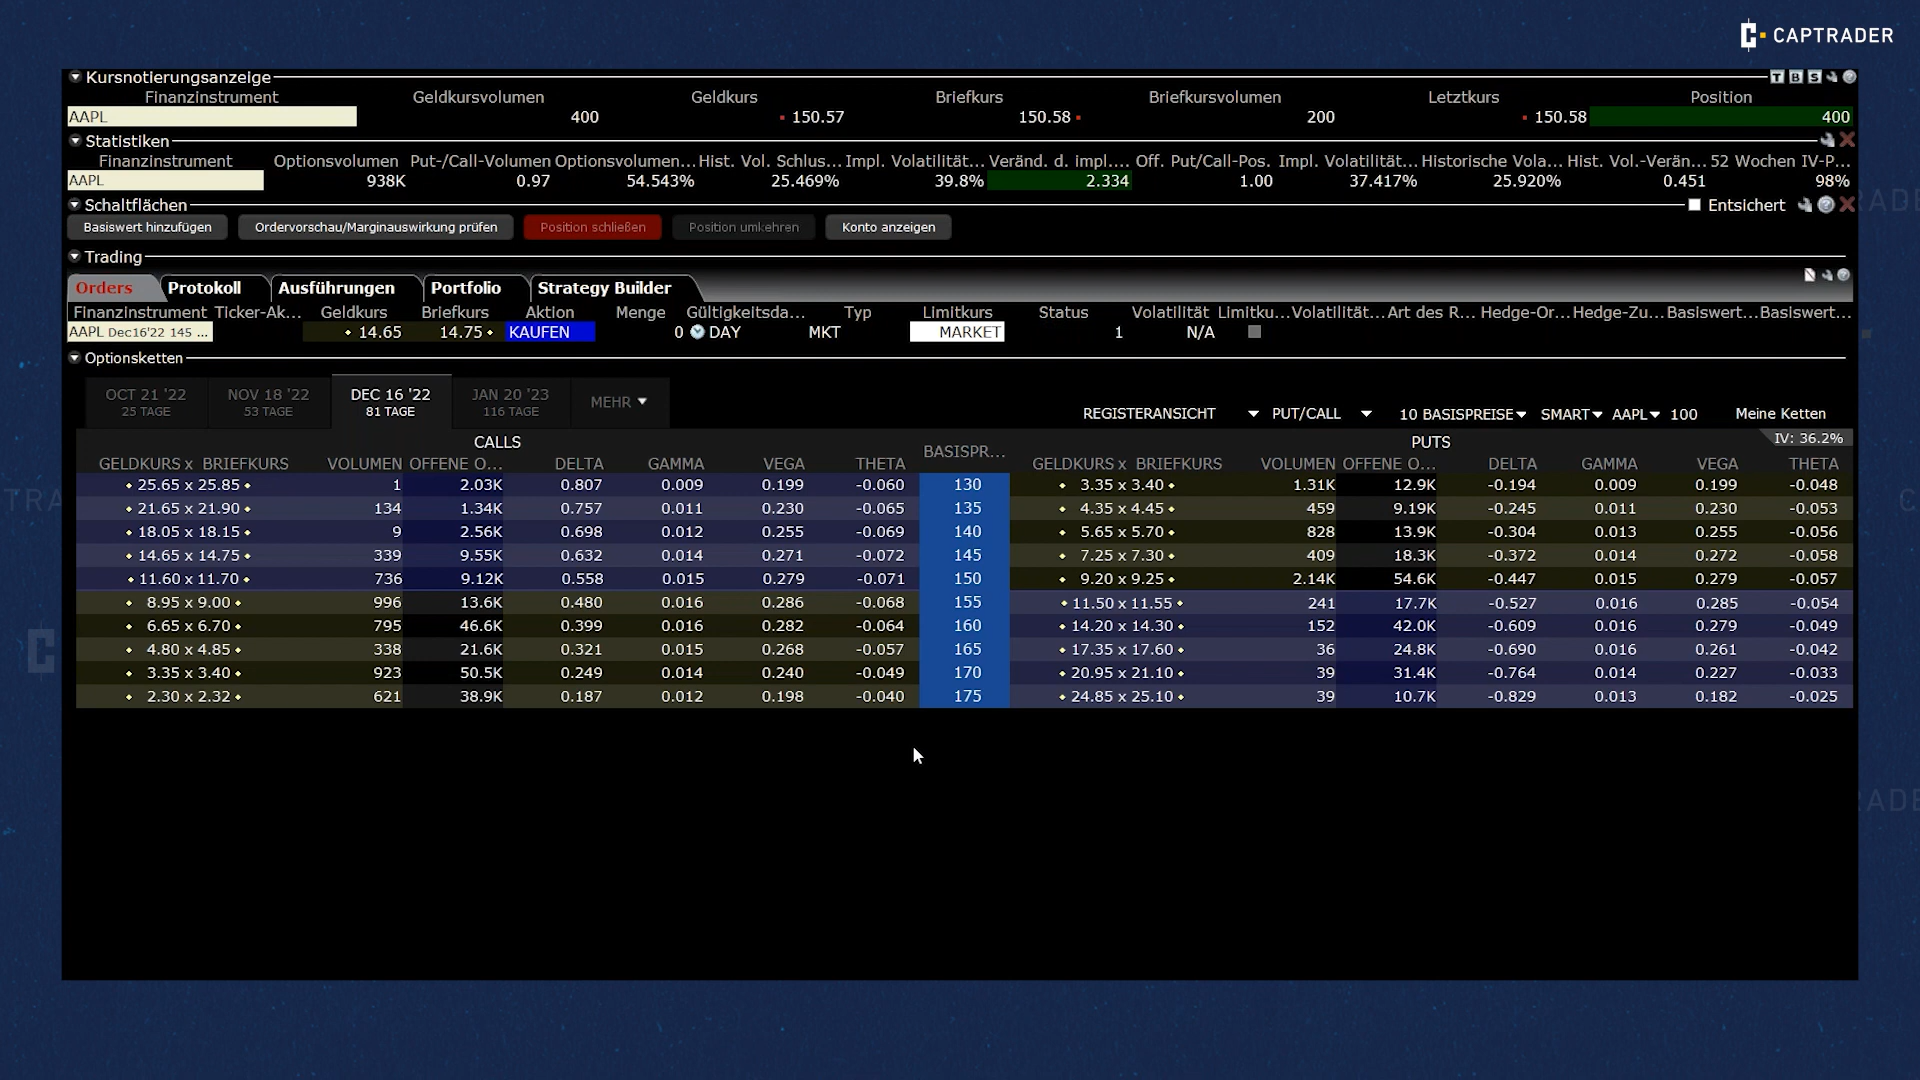 CAPTRADER
Kursnotierungsanzeige T B S
Finanzinstrument Geldkursvolumen Geldkurs Briefkurs Briefkursvolumen Letztkurs Position
AAPL 400 150.57 150.58 200 150.58 400
Statistiken
Finanzinstrument Optionsvolumen Put-/Call-Volumen Optionsvolumen... Hist. Vol. Schlus... Impl. Volatilität... Veränd. d. impl.... Off. Put/Call-Pos. Impl. Volatilität... Historische Vola... Hist. Vol.-Verän... 52 Wochen IV-P...
AAPL 938K 0.97 54.543% 25.469% 39.8% 2.334 1.00 37.417% 25.920% 0.451 98%
Schaltflächen Entsichert
Basiswert hinzufügen Ordervorschau/Marginauswirkung prüfen Position schließen Position umkehren Konto anzeigen
Trading
Orders Protokoll Ausführungen Portfolio Strategy Builder
Finanzinstrument Ticker-Ak... Geldkurs Briefkurs Aktion Menge Gültigkeitsda... Typ Limitkurs Status Volatilität Limitku... Volatilität... Art des R... Hedge-Or... Hedge-Zu... Basiswert... Basiswert...
AAPL Dec16'22 145 ... 14.65 14.75 KAUFEN 0 DAY MKT MARKET 1 N/A
Optionsketten
OCT 21 '22 NOV 18 '22 DEC 16 '22 JAN 20 '23 MEHR
25 TAGE 53 TAGE 81 TAGE 116 TAGE
REGISTERANSICHT PUT/CALL 10 BASISPREISE SMART AAPL 100 Meine Ketten
CALLS BASISPR... PUTS IV: 36.2%
GELDKURS x BRIEFKURS VOLUMEN OFFENE O... DELTA GAMMA VEGA THETA GELDKURS x BRIEFKURS VOLUMEN OFFENE O... DELTA GAMMA VEGA THETA
25.65 x 25.85 1 2.03K 0.807 0.009 0.199 -0.060 130 3.35 x 3.40 1.31K 12.9K -0.194 0.009 0.199 -0.048
21.65 x 21.90 134 1.34K 0.757 0.011 0.230 -0.065 135 4.35 x 4.45 459 9.19K -0.245 0.011 0.230 -0.053
18.05 x 18.15 9 2.56K 0.698 0.012 0.255 -0.069 140 5.65 x 5.70 828 13.9K -0.304 0.013 0.255 -0.056
14.65 x 14.75 339 9.55K 0.632 0.014 0.271 -0.072 145 7.25 x 7.30 409 18.3K -0.372 0.014 0.272 -0.058
11.60 x 11.70 736 9.12K 0.558 0.015 0.279 -0.071 150 9.20 x 9.25 2.14K 54.6K -0.447 0.015 0.279 -0.057
8.95 x 9.00 996 13.6K 0.480 0.016 0.286 -0.068 155 11.50 x 11.55 241 17.7K -0.527 0.016 0.285 -0.054
6.65 x 6.70 795 46.6K 0.399 0.016 0.282 -0.064 160 14.20 x 14.30 152 42.0K -0.609 0.016 0.279 -0.049
4.80 x 4.85 338 21.6K 0.321 0.015 0.268 -0.057 165 17.35 x 17.60 36 24.8K -0.690 0.016 0.261 -0.042
3.35 x 3.40 923 50.5K 0.249 0.014 0.240 -0.049 170 20.95 x 21.10 39 31.4K -0.764 0.014 0.227 -0.033
2.30 x 2.32 621 38.9K 0.187 0.012 0.198 -0.040 175 24.85 x 25.10 39 10.7K -0.829 0.013 0.182 -0.025